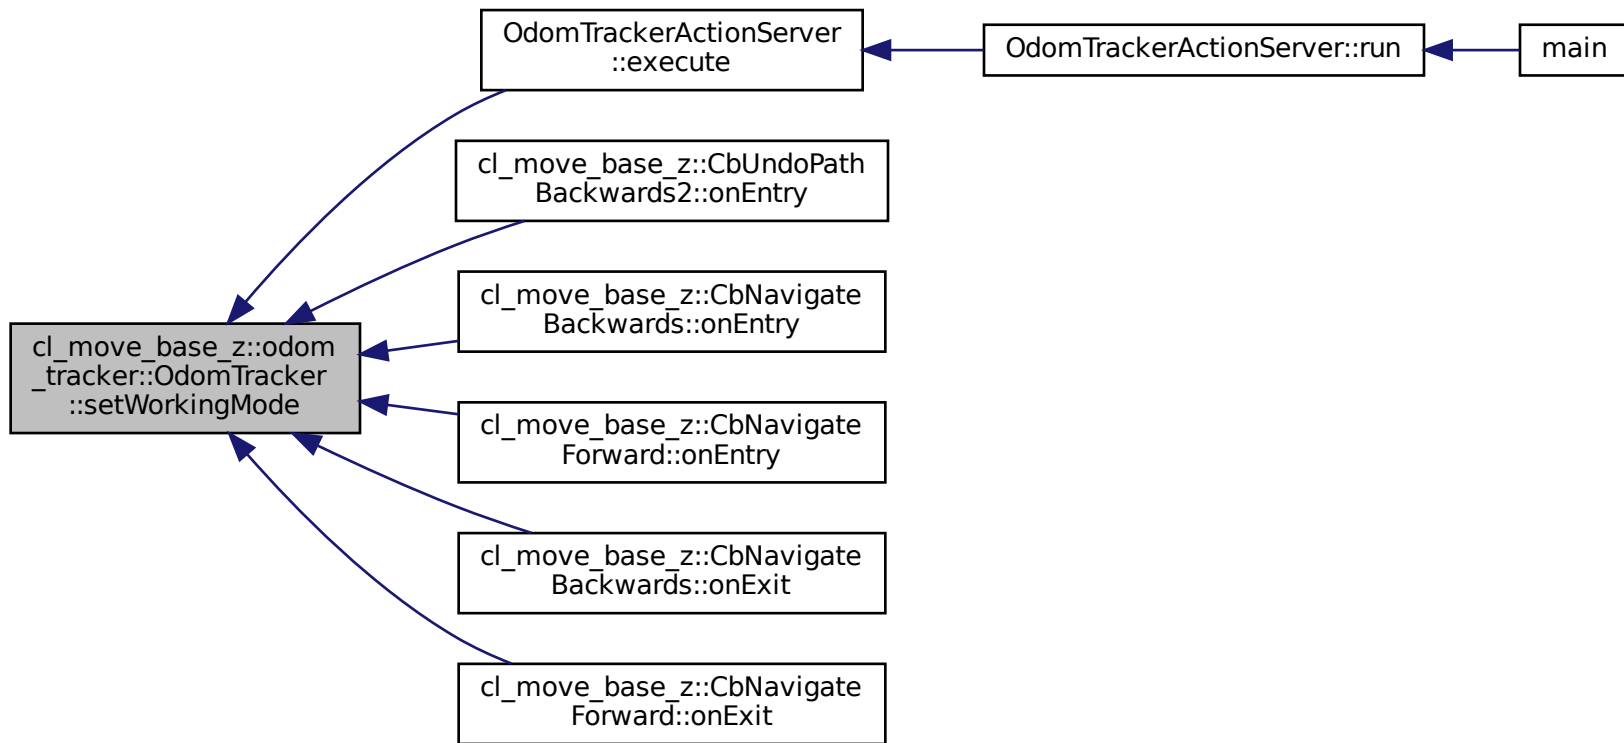 OdomTrackerActionServer
::execute
OdomTrackerActionServer::run
main
cl_move_base_z::CbUndoPath
Backwards2::onEntry
cl_move_base_z::CbNavigate
Backwards::onEntry
cl_move_base_z::odom
_tracker::OdomTracker
::setWorkingMode
cl_move_base_z::CbNavigate
Forward::onEntry
cl_move_base_z::CbNavigate
Backwards::onExit
cl_move_base_z::CbNavigate
Forward::onExit